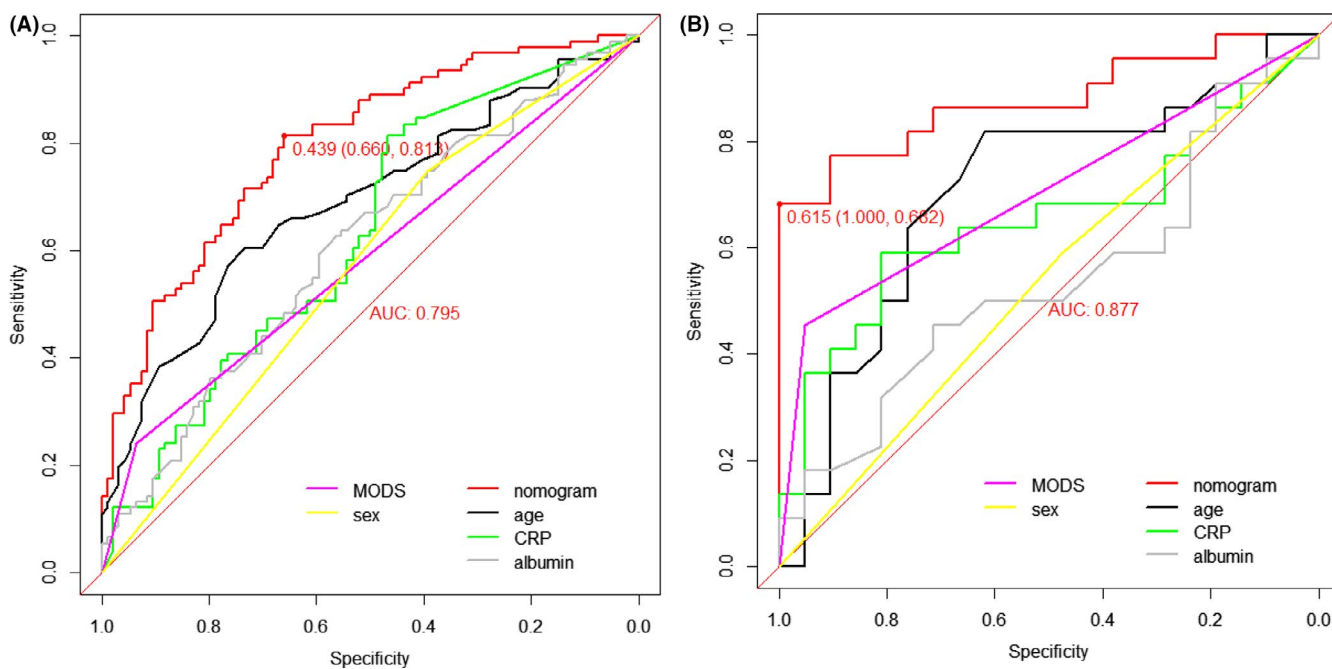 (A)
1.0
0.8
0.6
0.4
0.2
0.0
Sensitivity
0.439 (0.660, 0.813)
AUC: 0.795
MODS
sex
nomogram
age
CRP
albumin
1.0 0.8 0.6 0.4 0.2 0.0
Specificity
(B)
1.0
0.8
0.6
0.4
0.2
0.0
Sensitivity
0.615 (1.000, 0.682)
AUC: 0.877
MODS
sex
nomogram
age
CRP
albumin
1.0 0.8 0.6 0.4 0.2 0.0
Specificity